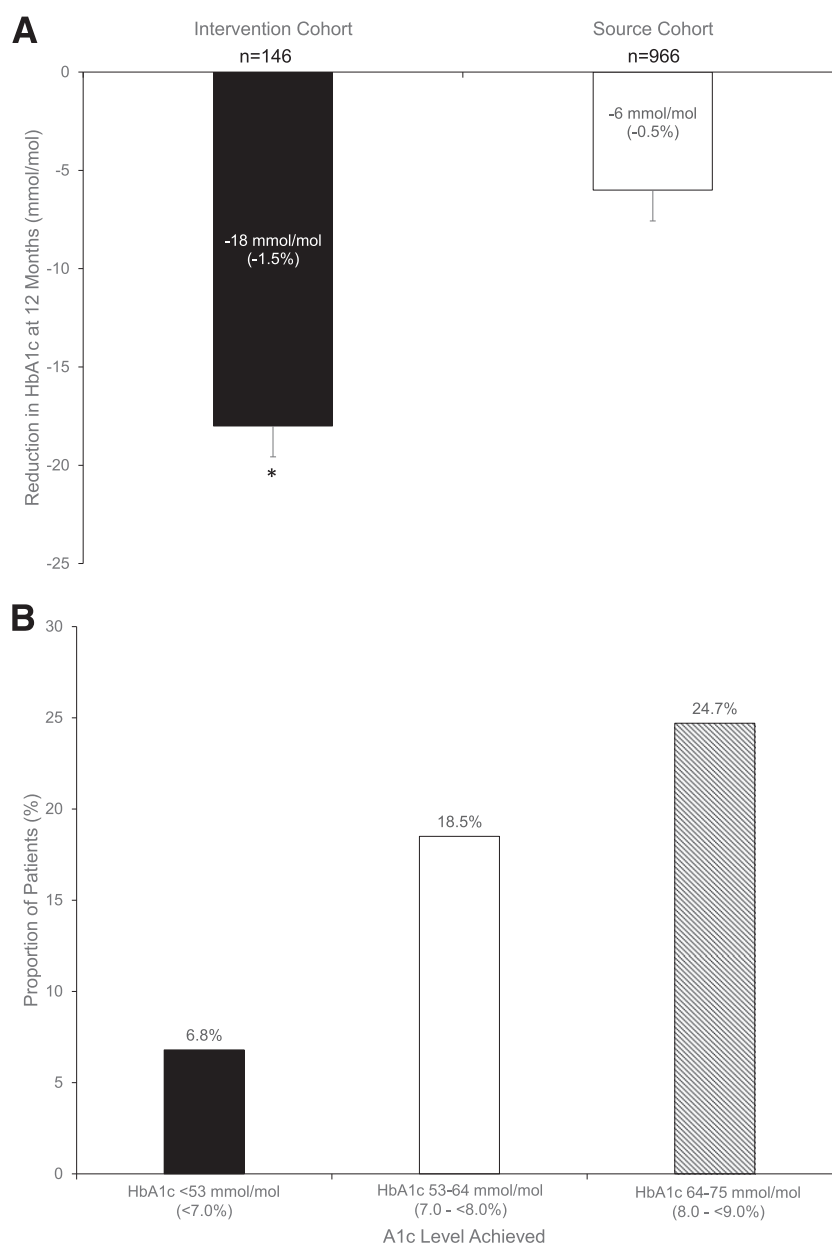 A
Intervention Cohort
Source Cohort
n=146
n=966
Reduction in HbA1c at 12 Months (mmol/mol)
0
-5
-10
-15
-20
-25
-18 mmol/mol
(-1.5%)
-6 mmol/mol
(-0.5%)
*
B
Proportion of Patients (%)
30
25
20
15
10
5
0
6.8%
18.5%
24.7%
HbA1c <53 mmol/mol
(<7.0%)
HbA1c 53-64 mmol/mol
(7.0 - <8.0%)
HbA1c 64-75 mmol/mol
(8.0 - <9.0%)
A1c Level Achieved